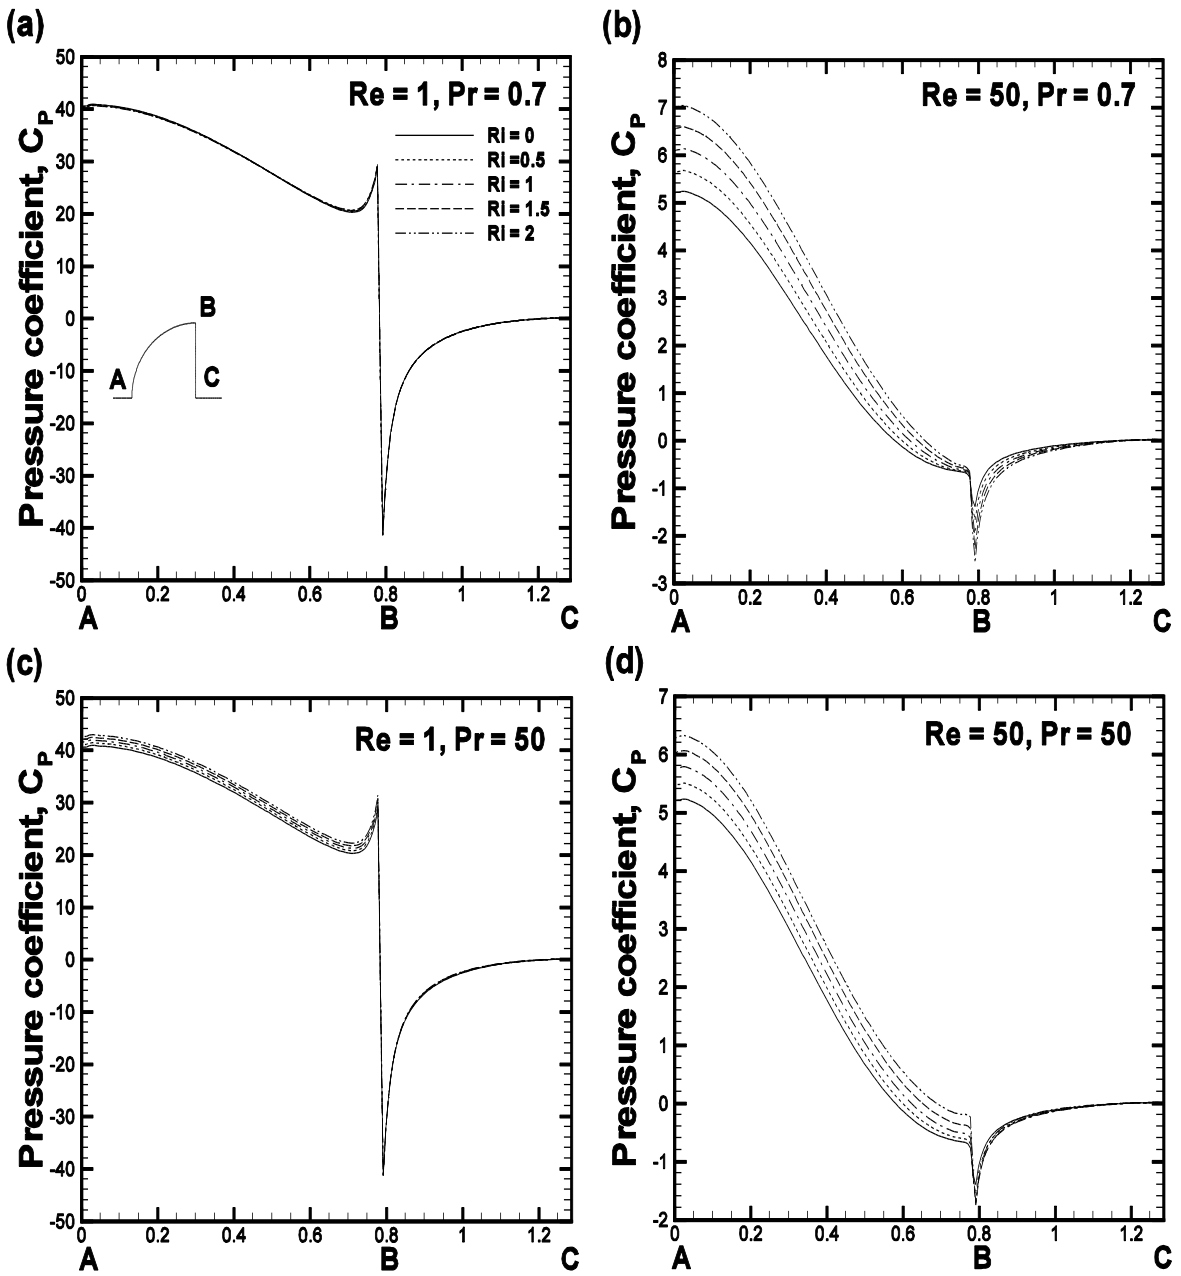 (a)
Pressure coefficient, C_P
50
40
30
20
10
0
-10
-20
-30
-40
-50
Re = 1, Pr = 0.7
RI = 0
RI =0.5
RI = 1
RI = 1.5
RI = 2
B
A
C
0
0.2
0.4
0.6
0.8
1
1.2
A
B
C
(b)
Pressure coefficient, C_P
8
7
6
5
4
3
2
1
0
-1
-2
-3
Re = 50, Pr = 0.7
0
0.2
0.4
0.6
0.8
1
1.2
A
B
C
(c)
Pressure coefficient, C_P
50
40
30
20
10
0
-10
-20
-30
-40
-50
Re = 1, Pr = 50
0
0.2
0.4
0.6
0.8
1
1.2
A
B
C
(d)
Pressure coefficient, C_P
7
6
5
4
3
2
1
0
-1
-2
Re = 50, Pr = 50
0
0.2
0.4
0.6
0.8
1
1.2
A
B
C